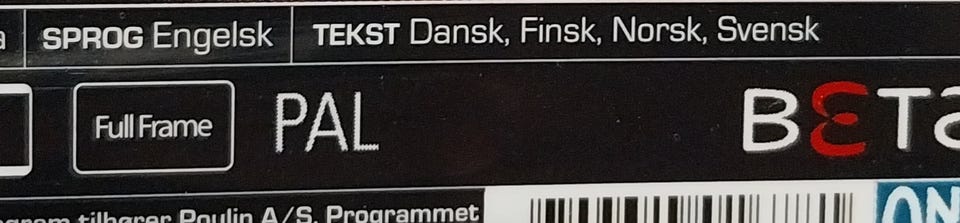 SPROG Engelsk TEKST Dansk, Finsk, Norsk, Svensk
Full Frame PAL
tilhører Poulin A/S. Programmet